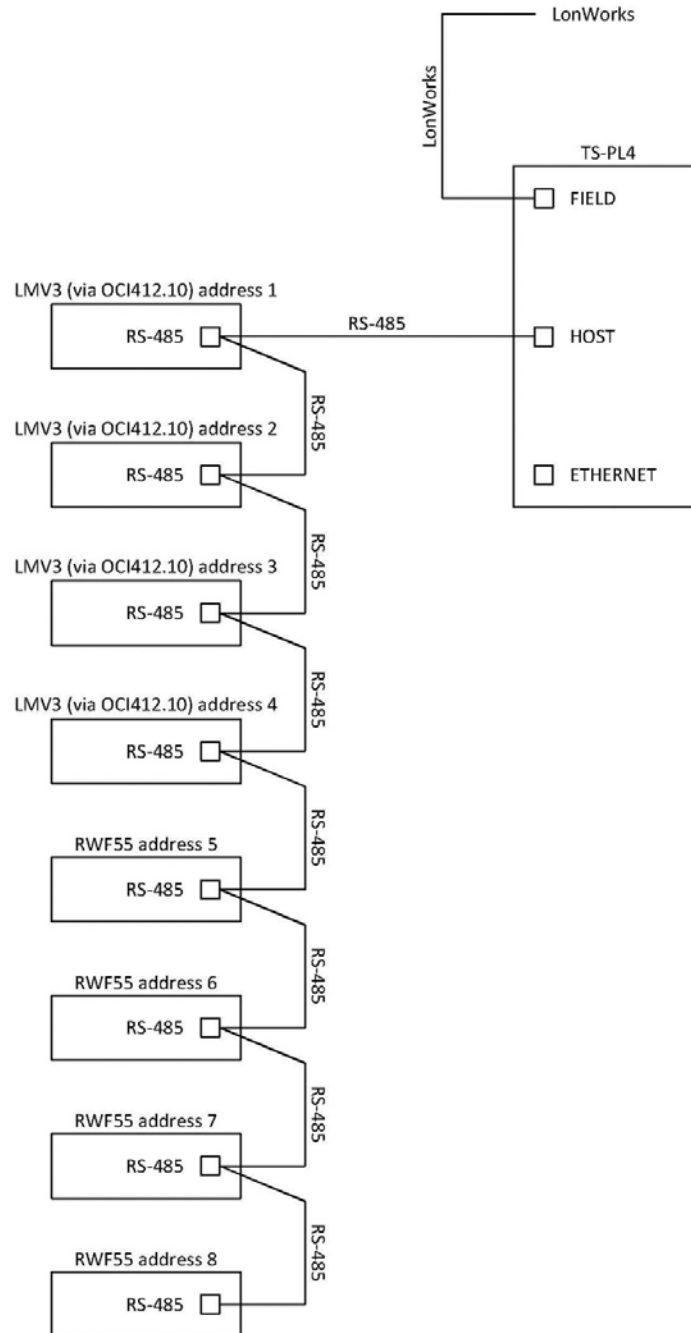 LonWorks
LonWorks
TS-PL4
FIELD
LMV3 (via OCI412.10) address 1
RS-485
RS-485
HOST
RS-485
LMV3 (via OCI412.10) address 2
RS-485
ETHERNET
RS-485
LMV3 (via OCI412.10) address 3
RS-485
RS-485
LMV3 (via OCI412.10) address 4
RS-485
RS-485
RWF55 address 5
RS-485
RS-485
RWF55 address 6
RS-485
RS-485
RWF55 address 7
RS-485
RS-485
RWF55 address 8
RS-485